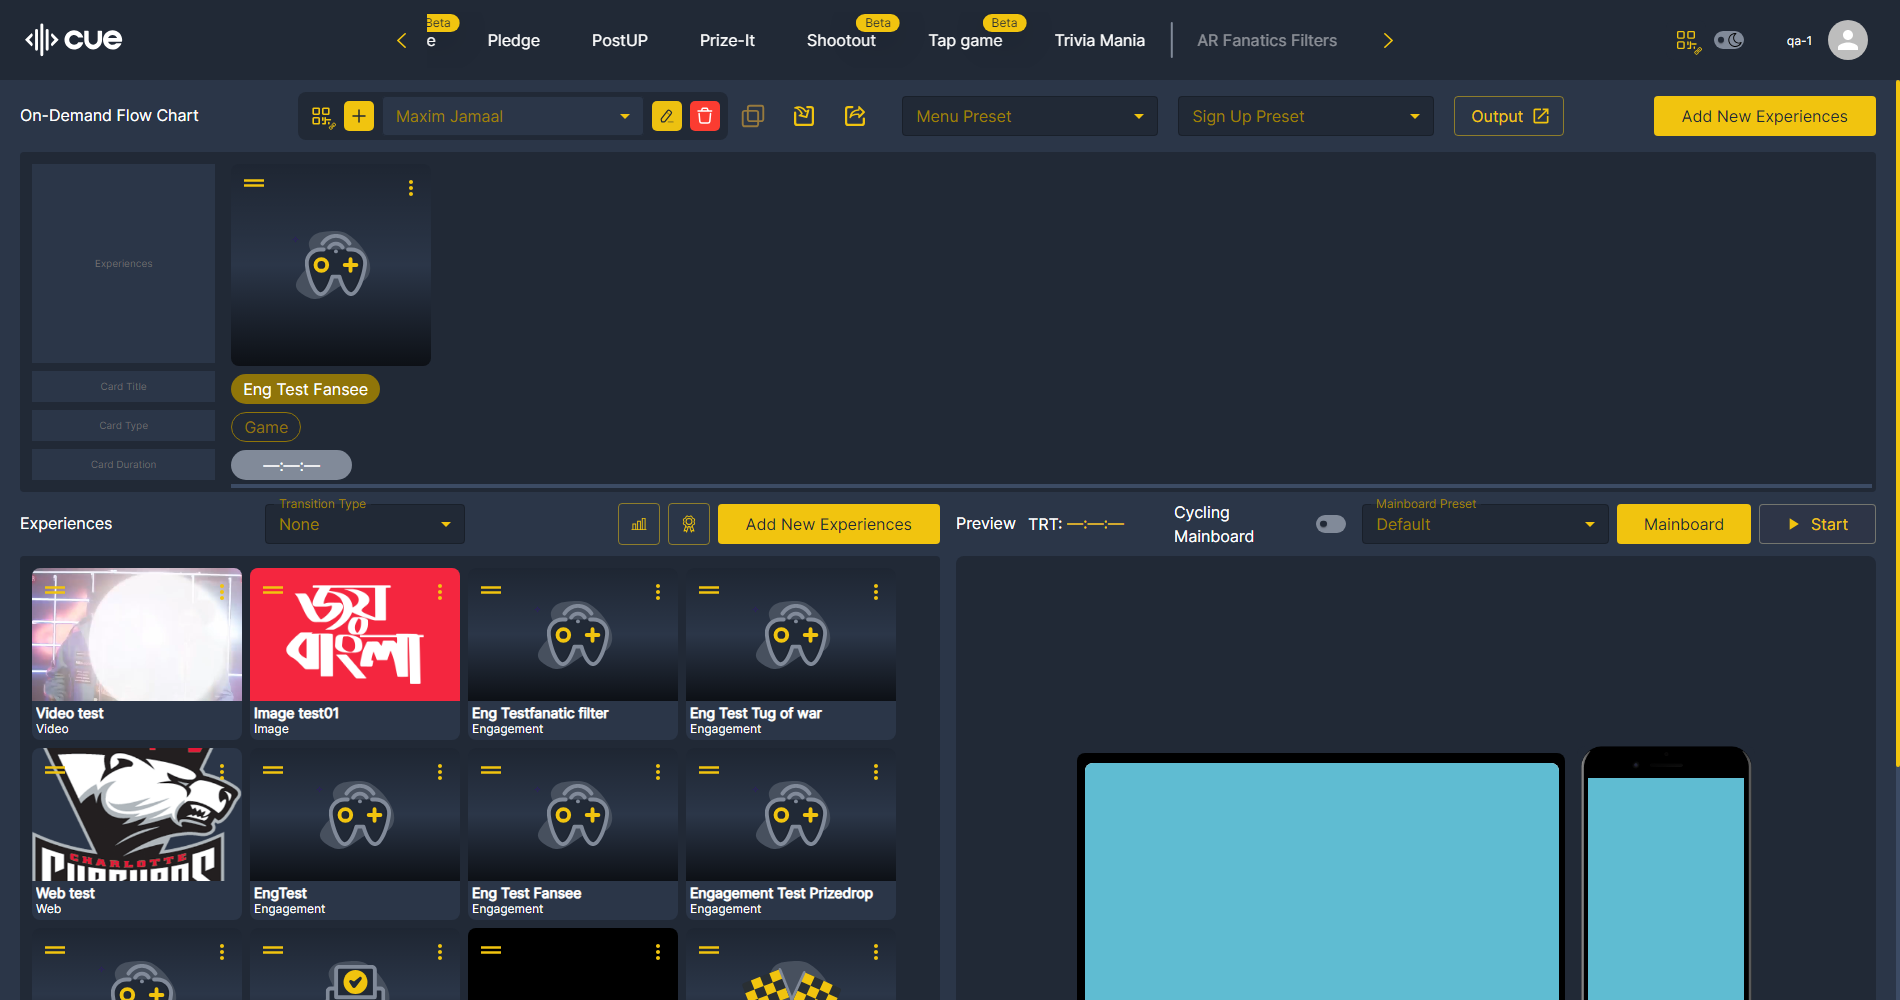 cue
Beta
e
Pledge
PostUP
Prize-It
Beta
Shootout
Beta
Tap game
Trivia Mania
AR Fanatics Filters
qa-1
On-Demand Flow Chart
Maxim Jamaal
Menu Preset
Sign Up Preset
Output
Add New Experiences
Experiences
Card Title
Card Type
Card Duration
Eng Test Fansee
Game
—:—:—
Experiences
Transition Type
None
Add New Experiences
Preview
TRT: —:—:—
Cycling
Mainboard
Mainboard Preset
Default
Mainboard
Start
জয়
বাংলা
Video test
Video
Image test01
Image
Eng Testfanatic filter
Engagement
Eng Test Tug of war
Engagement
CHARLOTTE
Web test
Web
EngTest
Engagement
Eng Test Fansee
Engagement
Engagement Test Prizedrop
Engagement